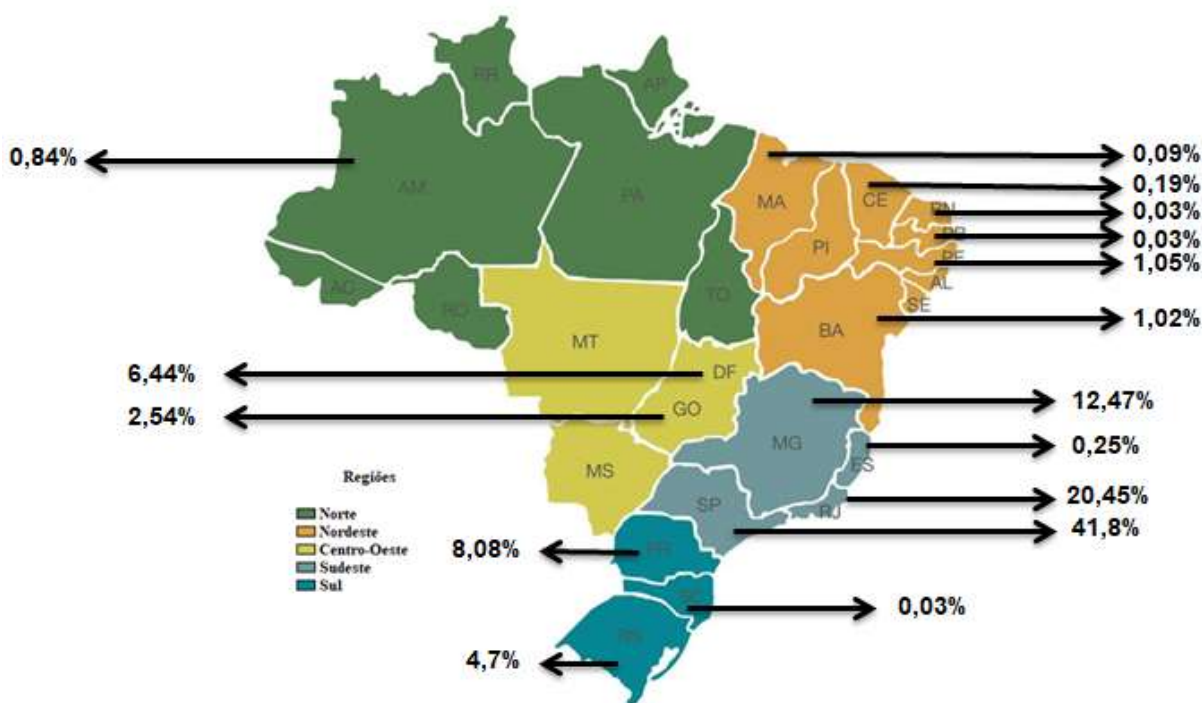 RR
AP
0,84%
AM
PA
MA
CE
RN
PB
PI
PE
AL
SE
0,09%
0,19%
0,03%
0,03%
1,05%
1,02%
AC
RO
TO
BA
MT
DF
GO
6,44%
2,54%
MG
ES
MS
SP
RJ
12,47%
0,25%
20,45%
41,8%
Regiões
Norte
Nordeste
Centro-Oeste
Sudeste
Sul
8,08%
PR
SC
0,03%
RS
4,7%